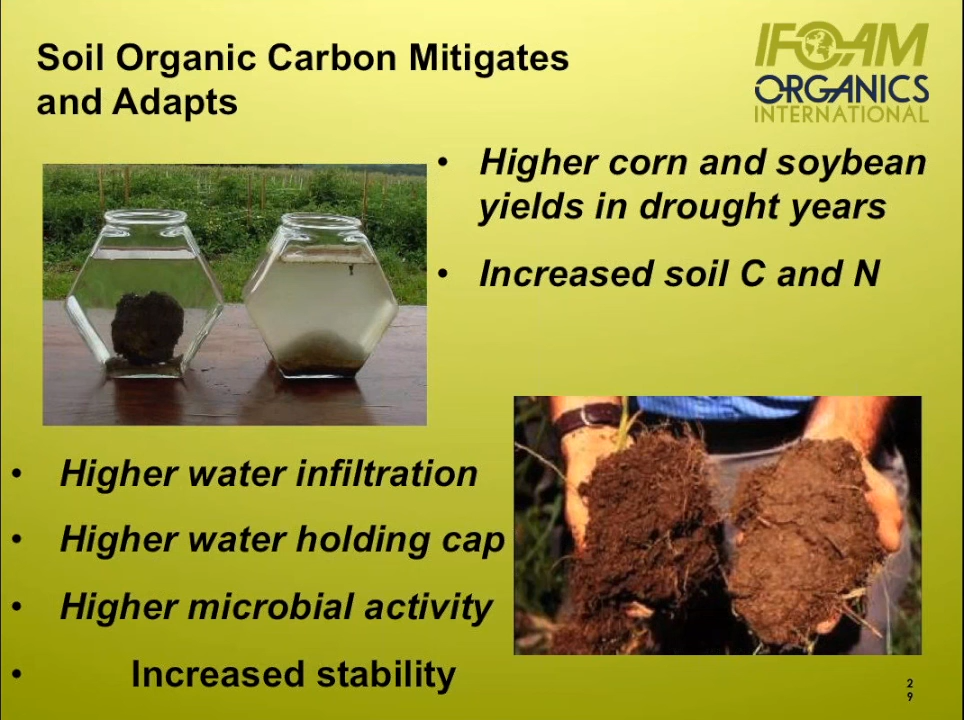 Soil Organic Carbon Mitigates
and Adapts
IFOAM
ORGANICS
INTERNATIONAL
• Higher corn and soybean
yields in drought years
• Increased soil C and N
• Higher water infiltration
• Higher water holding cap
• Higher microbial activity
• Increased stability
2
9